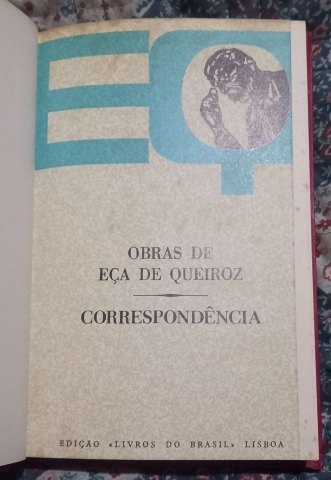 EQ
OBRAS DE
EÇA DE QUEIROZ
CORRESPONDÊNCIA
EDIÇÃO «LIVROS DO BRASIL» LISBOA